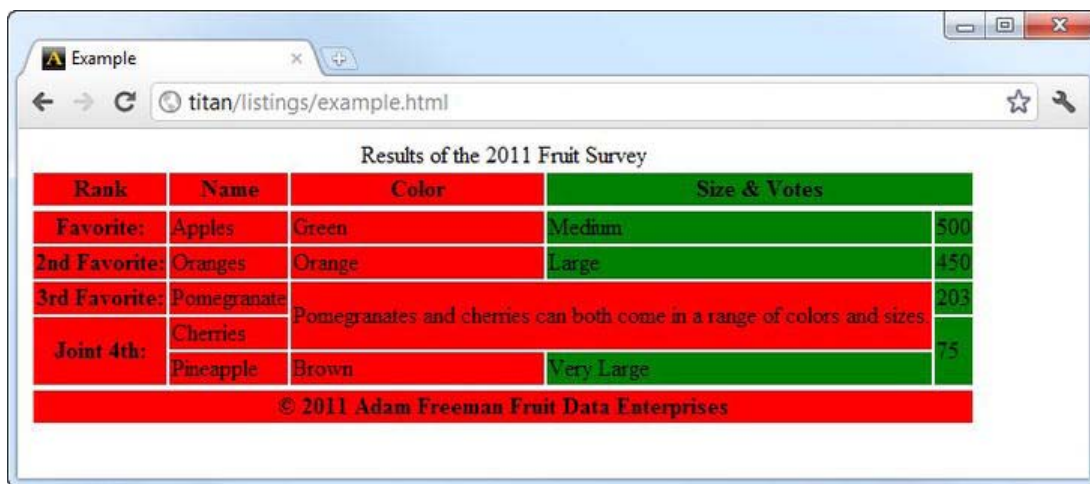 Example
titan/listings/example.html
Results of the 2011 Fruit Survey
Rank Name Color Size & Votes
Favorite: Apples Green Medium 500
2nd Favorite: Oranges Orange Large 450
3rd Favorite: Pomegranate Pomegranates and cherries can both come in a range of colors and sizes. 203
Joint 4th: Cherries 75
Pineapple Brown Very Large
© 2011 Adam Freeman Fruit Data Enterprises